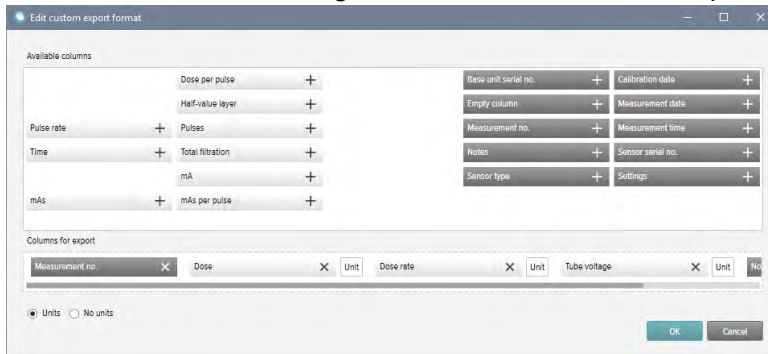 Edit custom export format
Available columns
Dose per pulse + Base unit serial no. + Calibration date +
Half-value layer + Empty column + Measurement date +
Pulse rate + Pulses + Measurement no. + Measurement time +
Time + Total filtration + Notes + Sensor serial no. +
mA + Sensor type + Settings +
mAs + mAs per pulse +
Columns for export
Measurement no. × Dose × Unit Dose rate × Unit Tube voltage × Unit No
Units No units
OK Cancel